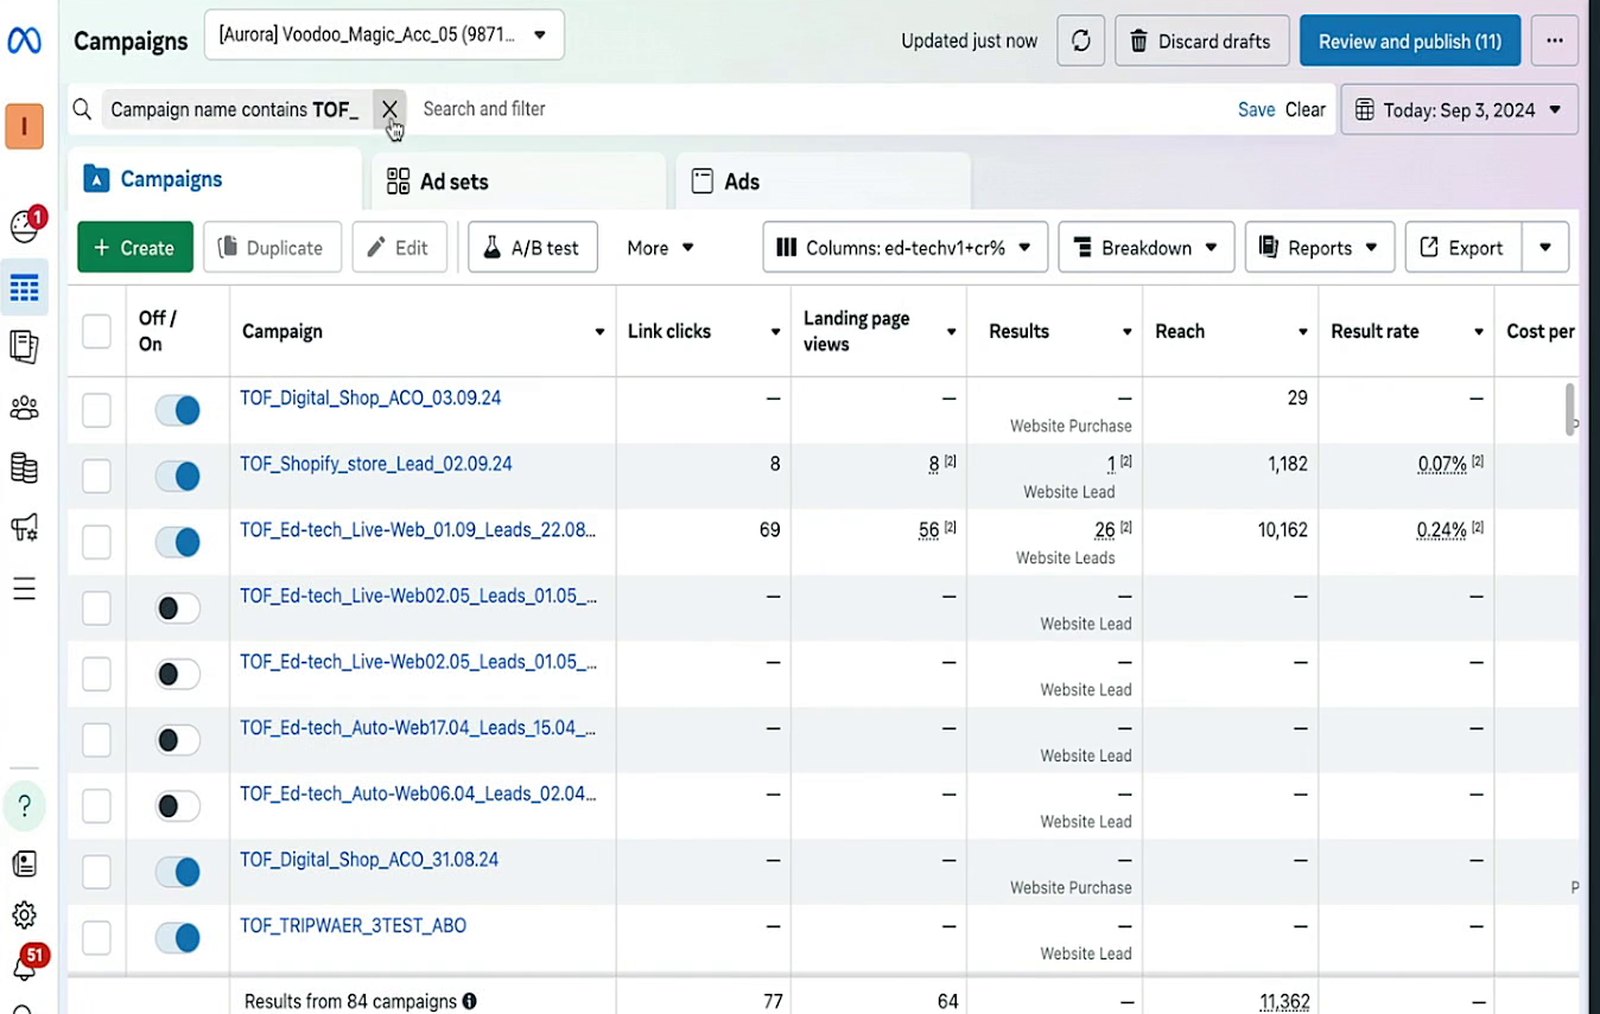 Campaigns
[Aurora] Voodoo_Magic_Acc_05 (9871...
Updated just now
Discard drafts
Review and publish (11)
Campaign name contains TOF_
Search and filter
Save
Clear
Today: Sep 3, 2024
I
1
Campaigns
Ad sets
Ads
+ Create
Duplicate
Edit
A/B test
More
Columns: ed-techv1+cr%
Breakdown
Reports
Export
Off / On
Campaign
Link clicks
Landing page views
Results
Reach
Result rate
Cost per
TOF_Digital_Shop_ACO_03.09.24
— — — 29 —
Website Purchase
P
TOF_Shopify_store_Lead_02.09.24
8 8 [2] 1 [2] 1,182 0.07% [2]
Website Lead
TOF_Ed-tech_Live-Web_01.09_Leads_22.08...
69 56 [2] 26 [2] 10,162 0.24% [2]
Website Leads
TOF_Ed-tech_Live-Web02.05_Leads_01.05_...
— — — — —
Website Lead
TOF_Ed-tech_Live-Web02.05_Leads_01.05_...
— — — — —
Website Lead
TOF_Ed-tech_Auto-Web17.04_Leads_15.04_...
— — — — —
Website Lead
TOF_Ed-tech_Auto-Web06.04_Leads_02.04...
— — — — —
Website Lead
TOF_Digital_Shop_ACO_31.08.24
— — — — —
Website Purchase
P
TOF_TRIPWAER_3TEST_ABO
— — — — —
Website Lead
?
51
Results from 84 campaigns
77 64 — 11,362 —